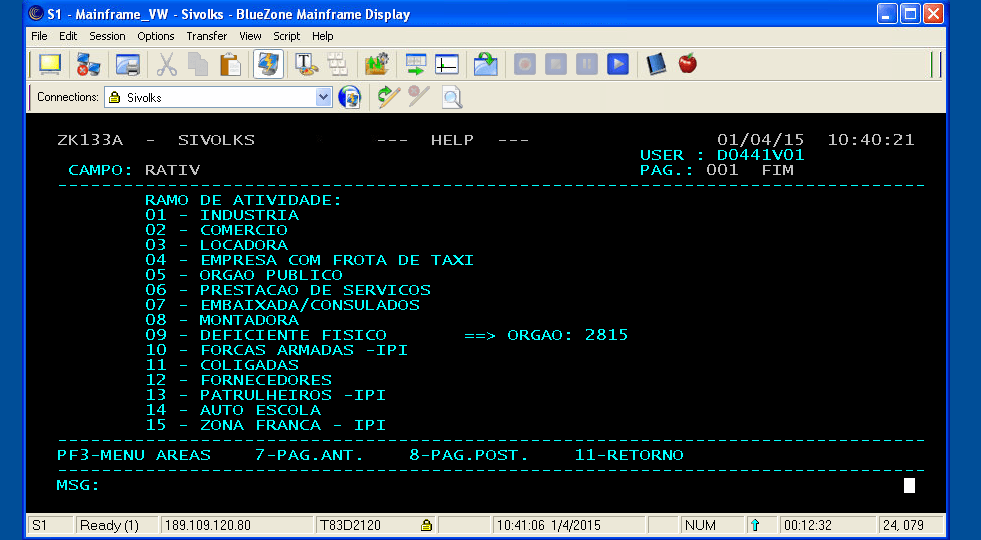 S1 - Mainframe_VW - Sivolks - BlueZone Mainframe Display
File Edit Session Options Transfer View Script Help
Connections: Sivolks
ZK133A - SIVOLKS --- HELP --- 01/04/15 10:40:21
USER : D0441V01
CAMPO: RATIV PAG.: 001 FIM
--------------------------------------------------------------------------------
RAMO DE ATIVIDADE:
01 - INDUSTRIA
02 - COMERCIO
03 - LOCADORA
04 - EMPRESA COM FROTA DE TAXI
05 - ORGAO PUBLICO
06 - PRESTACAO DE SERVICOS
07 - EMBAIXADA/CONSULADOS
08 - MONTADORA
09 - DEFICIENTE FISICO ==> ORGAO: 2815
10 - FORCAS ARMADAS -IPI
11 - COLIGADAS
12 - FORNECEDORES
13 - PATRULHEIROS -IPI
14 - AUTO ESCOLA
15 - ZONA FRANCA - IPI
--------------------------------------------------------------------------------
PF3-MENU AREAS 7-PAG.ANT. 8-PAG.POST. 11-RETORNO
--------------------------------------------------------------------------------
MSG:
S1 Ready (1) 189.109.120.80 T83D2120 10:41:06 1/4/2015 NUM 00:12:32 24, 079